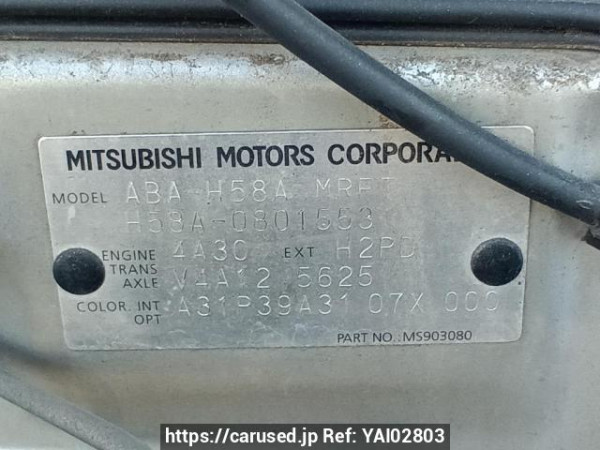 MITSUBISHI MOTORS CORPORA
MODEL ABA-H58A MRFT
H58A-0801553
ENGINE 4A30 EXT H2PD
TRANS AXLE V4A12 5625
COLOR. INT OPT A31P39A31 07X 000
PART NO.:MS903080
https://carused.jp Ref: YAI02803